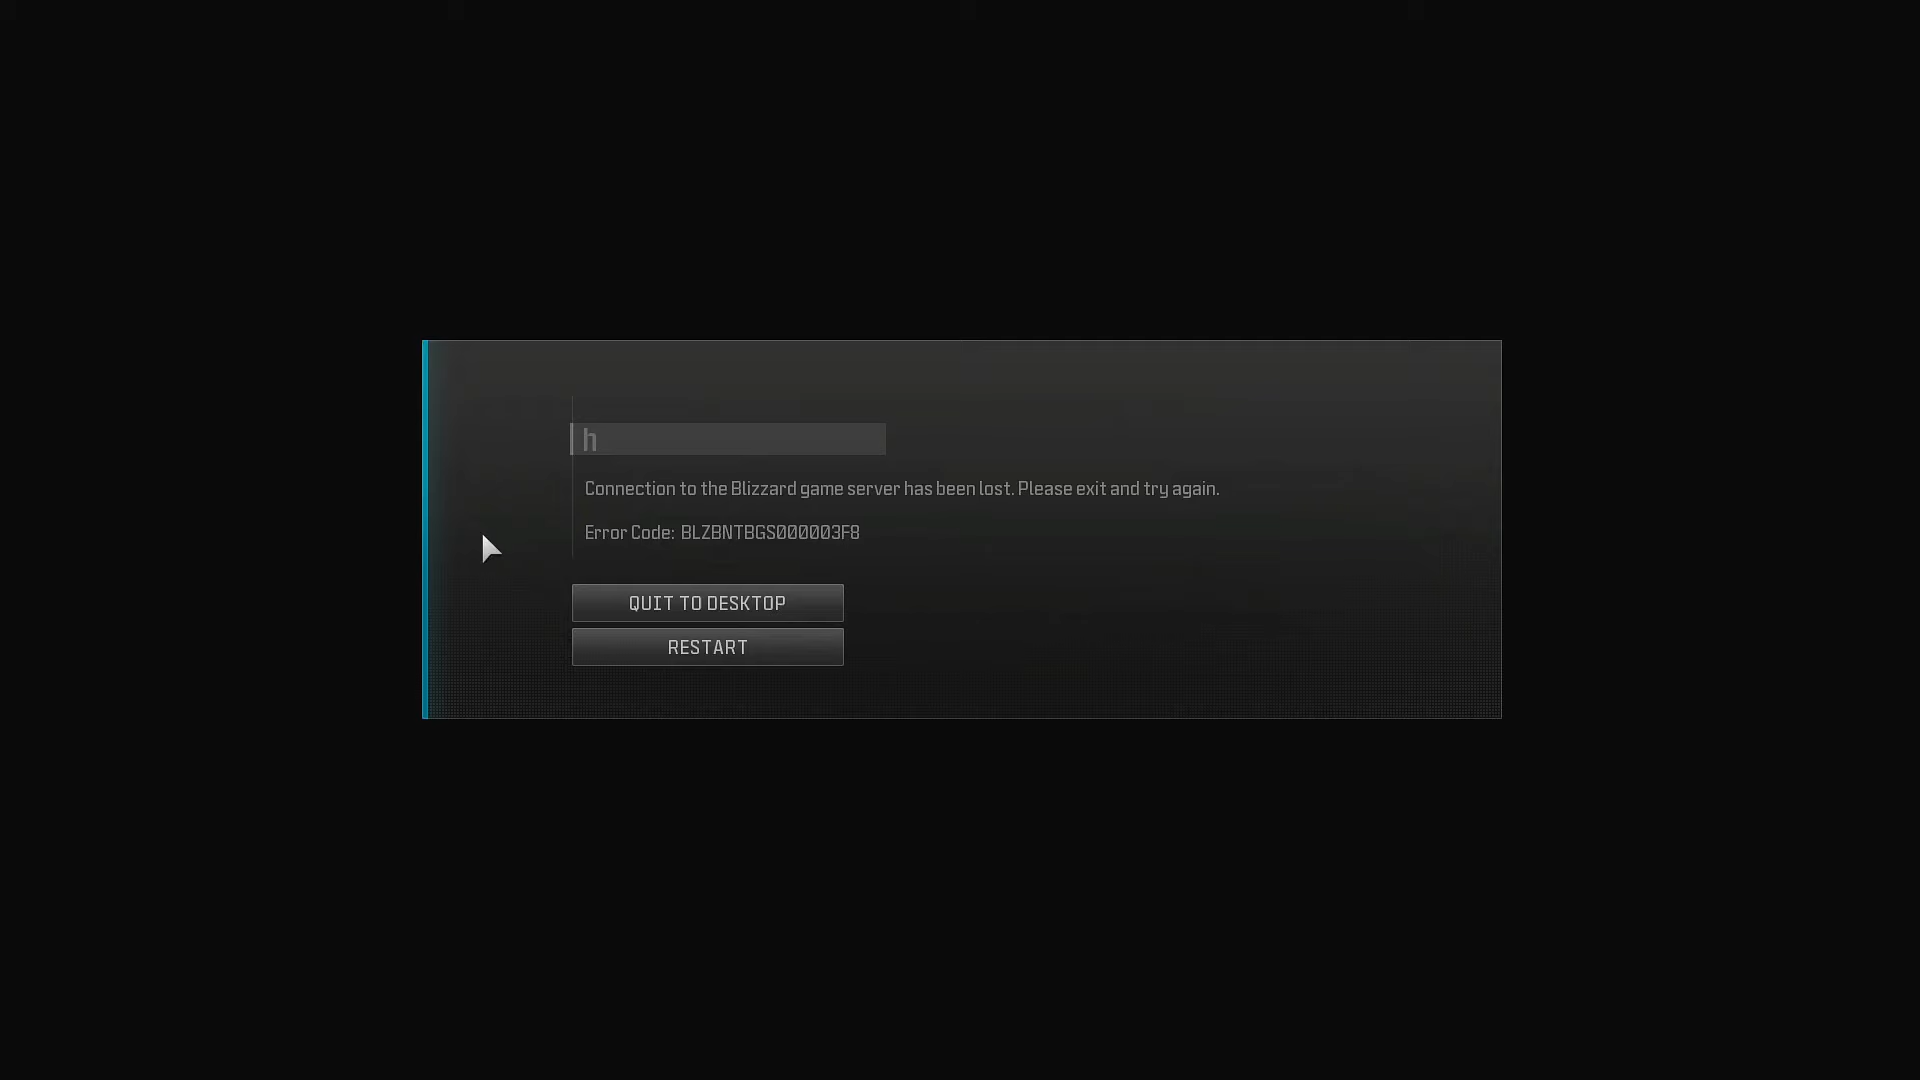 h
Connection to the Blizzard game server has been lost. Please exit and try again.
Error Code: BLZBNTBGS000003F8
QUIT TO DESKTOP
RESTART